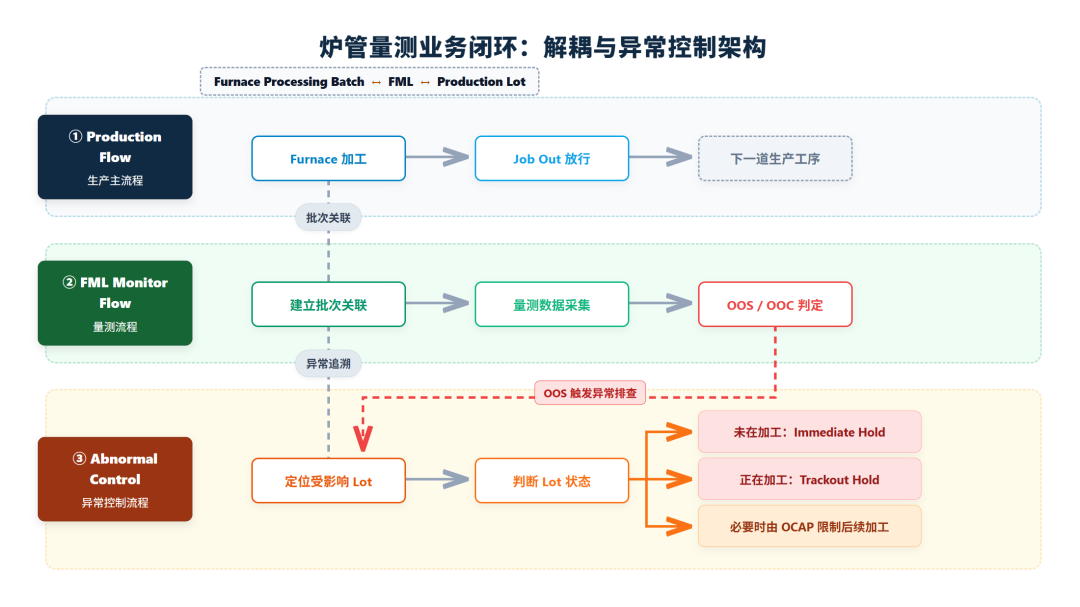 炉管量测业务闭环：解耦与异常控制架构
Furnace Processing Batch ↔ FML ↔ Production Lot
① Production
Flow
生产主流程
Furnace 加工
Job Out 放行
下一道生产工序
批次关联
② FML Monitor
Flow
量测流程
建立批次关联
量测数据采集
OOS / OOC 判定
异常追溯
OOS 触发异常排查
③ Abnormal
Control
异常控制流程
定位受影响 Lot
判断 Lot 状态
未在加工：Immediate Hold
正在加工：Trackout Hold
必要时由 OCAP 限制后续加工